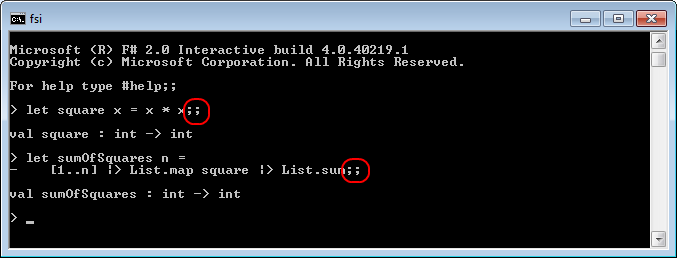 fsi
Microsoft (R) F# 2.0 Interactive build 4.0.40219.1
Copyright (c) Microsoft Corporation. All Rights Reserved.
For help type #help;;
> let square x = x * x;;
val square : int -> int
> let sumOfSquares n =
-    [1..n] |> List.map square |> List.sum;;
val sumOfSquares : int -> int
> _